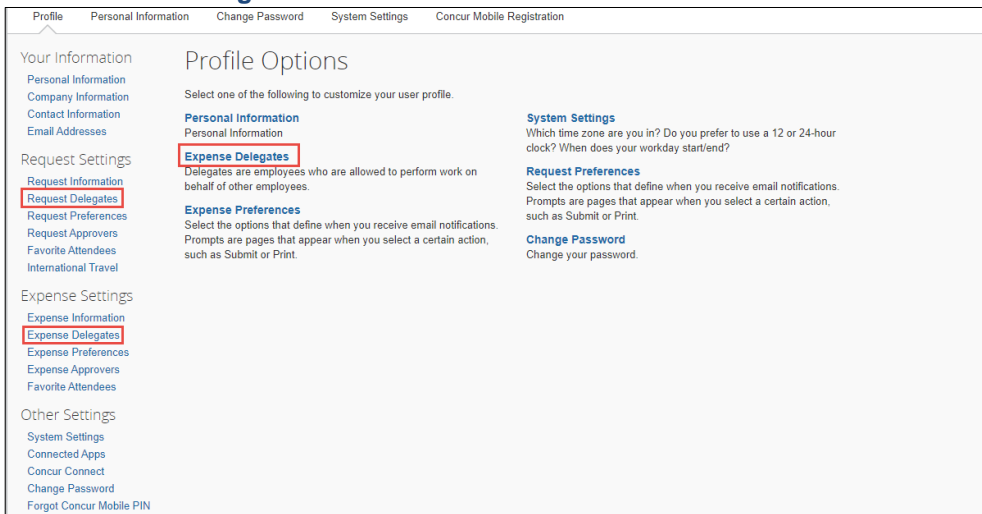 Profile Personal Information Change Password System Settings Concur Mobile Registration
Your Information
Personal Information
Company Information
Contact Information
Email Addresses
Request Settings
Request Information
Request Delegates
Request Preferences
Request Approvers
Favorite Attendees
International Travel
Expense Settings
Expense Information
Expense Delegates
Expense Preferences
Expense Approvers
Favorite Attendees
Other Settings
System Settings
Connected Apps
Concur Connect
Change Password
Forgot Concur Mobile PIN
Profile Options
Select one of the following to customize your user profile.
Personal Information
Personal Information
Expense Delegates
Delegates are employees who are allowed to perform work on
behalf of other employees.
Expense Preferences
Select the options that define when you receive email notifications.
Prompts are pages that appear when you select a certain action,
such as Submit or Print.
System Settings
Which time zone are you in? Do you prefer to use a 12 or 24-hour
clock? When does your workday start/end?
Request Preferences
Select the options that define when you receive email notifications.
Prompts are pages that appear when you select a certain action,
such as Submit or Print.
Change Password
Change your password.